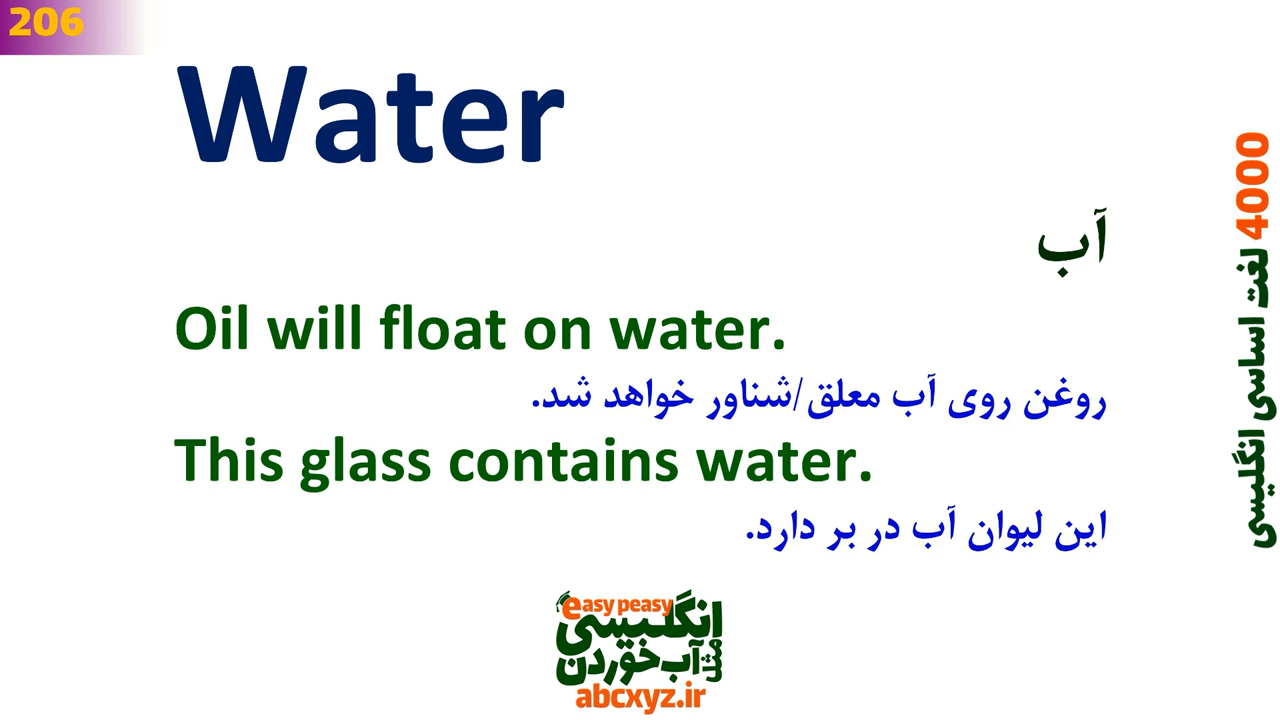 206
Water
آب
Oil will float on water.
روغن روی آب معلق/شناور خواهد شد.
This glass contains water.
این لیوان آب در بر دارد.
4000 لغت اساسی انگلیسی
easy peasy
انگلیسی
مثل آب خوردن
abcxyz.ir